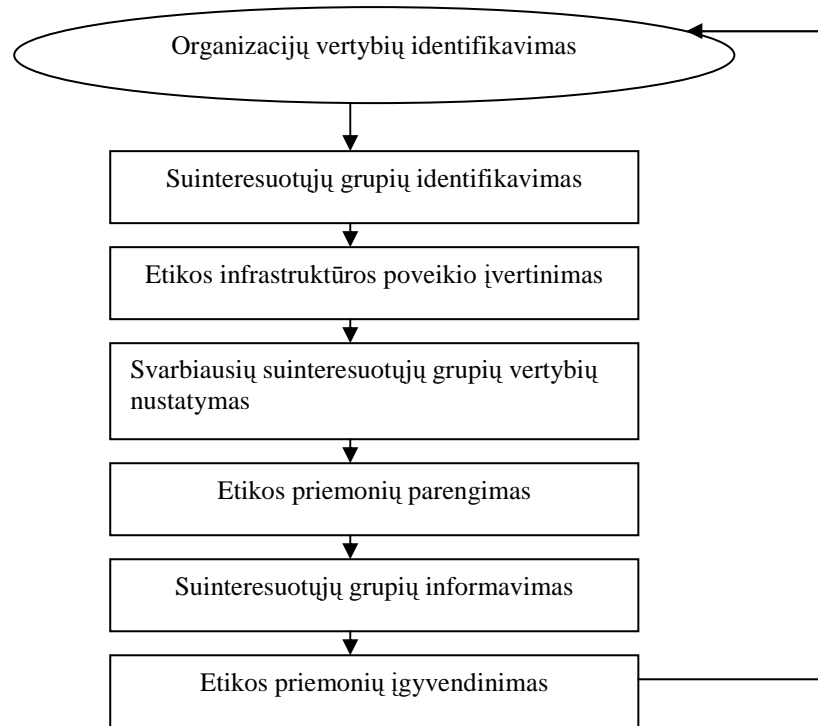 Organizacijų vertybių identifikavimas
Suinteresuotųjų grupių identifikavimas
Etikos infrastruktūros poveikio įvertinimas
Svarbiausių suinteresuotųjų grupių vertybių
nustatymas
Etikos priemonių parengimas
Suinteresuotųjų grupių informavimas
Etikos priemonių įgyvendinimas